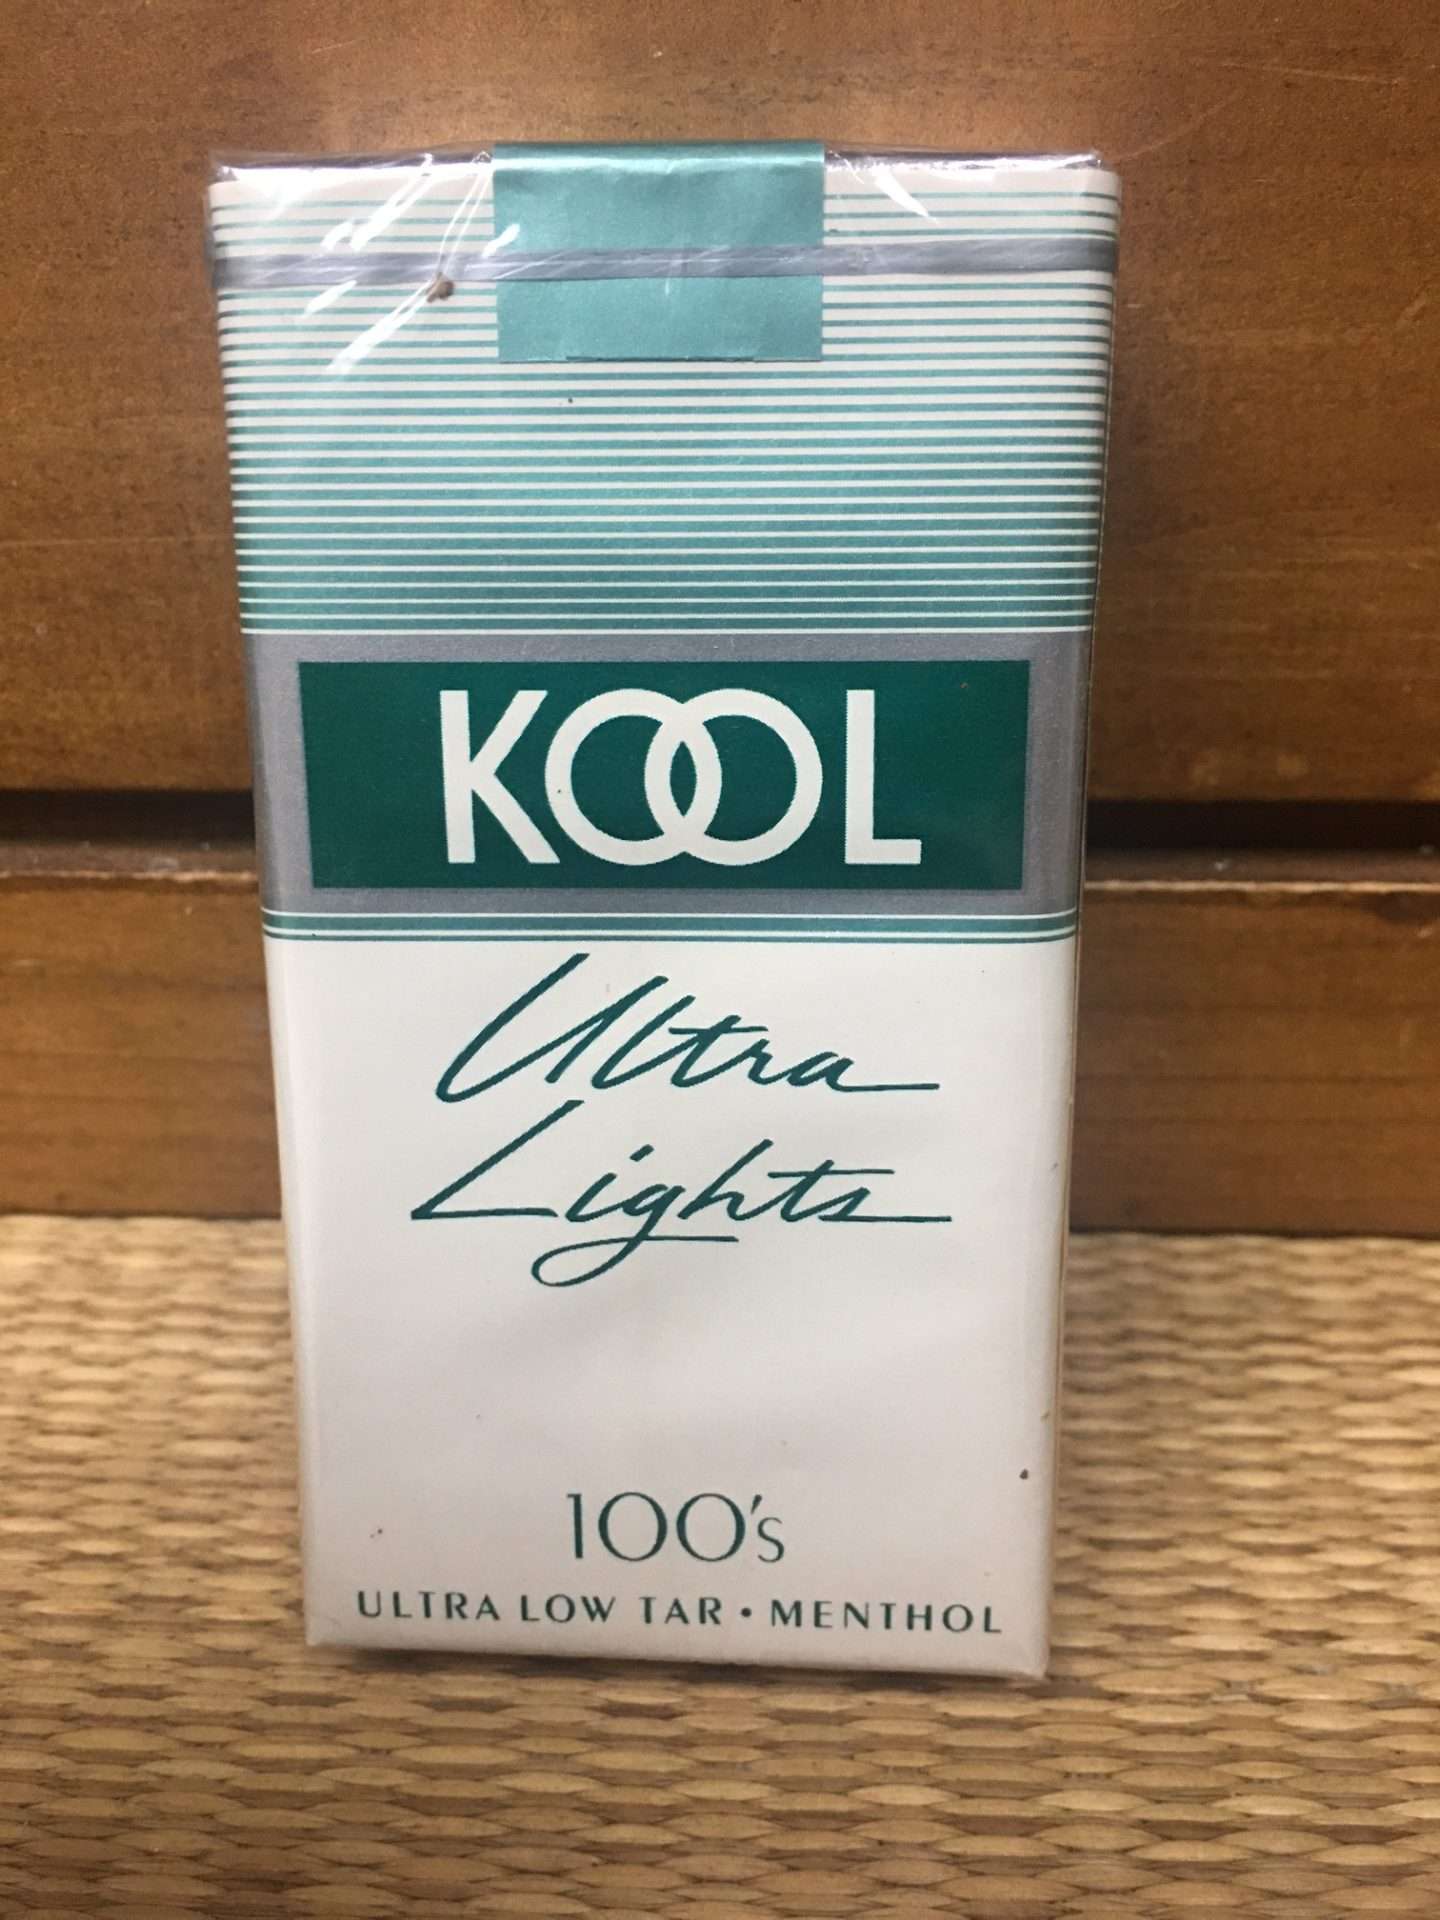 KOOL
Ultra
Lights
100's
ULTRA LOW TAR • MENTHOL